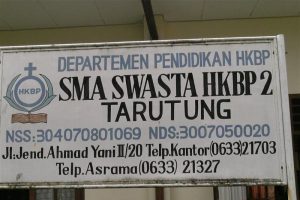 DEPARTEMEN PENDIDIKAN HKBP
HKBP
SMA SWASTA HKBP 2
TARUTUNG
NSS: 304070801069 NDS: 3007050020
Jl: Jend. Ahmad Yani II/20 Telp. Kantor (0633) 21703
Telp. Asrama (0633) 21327